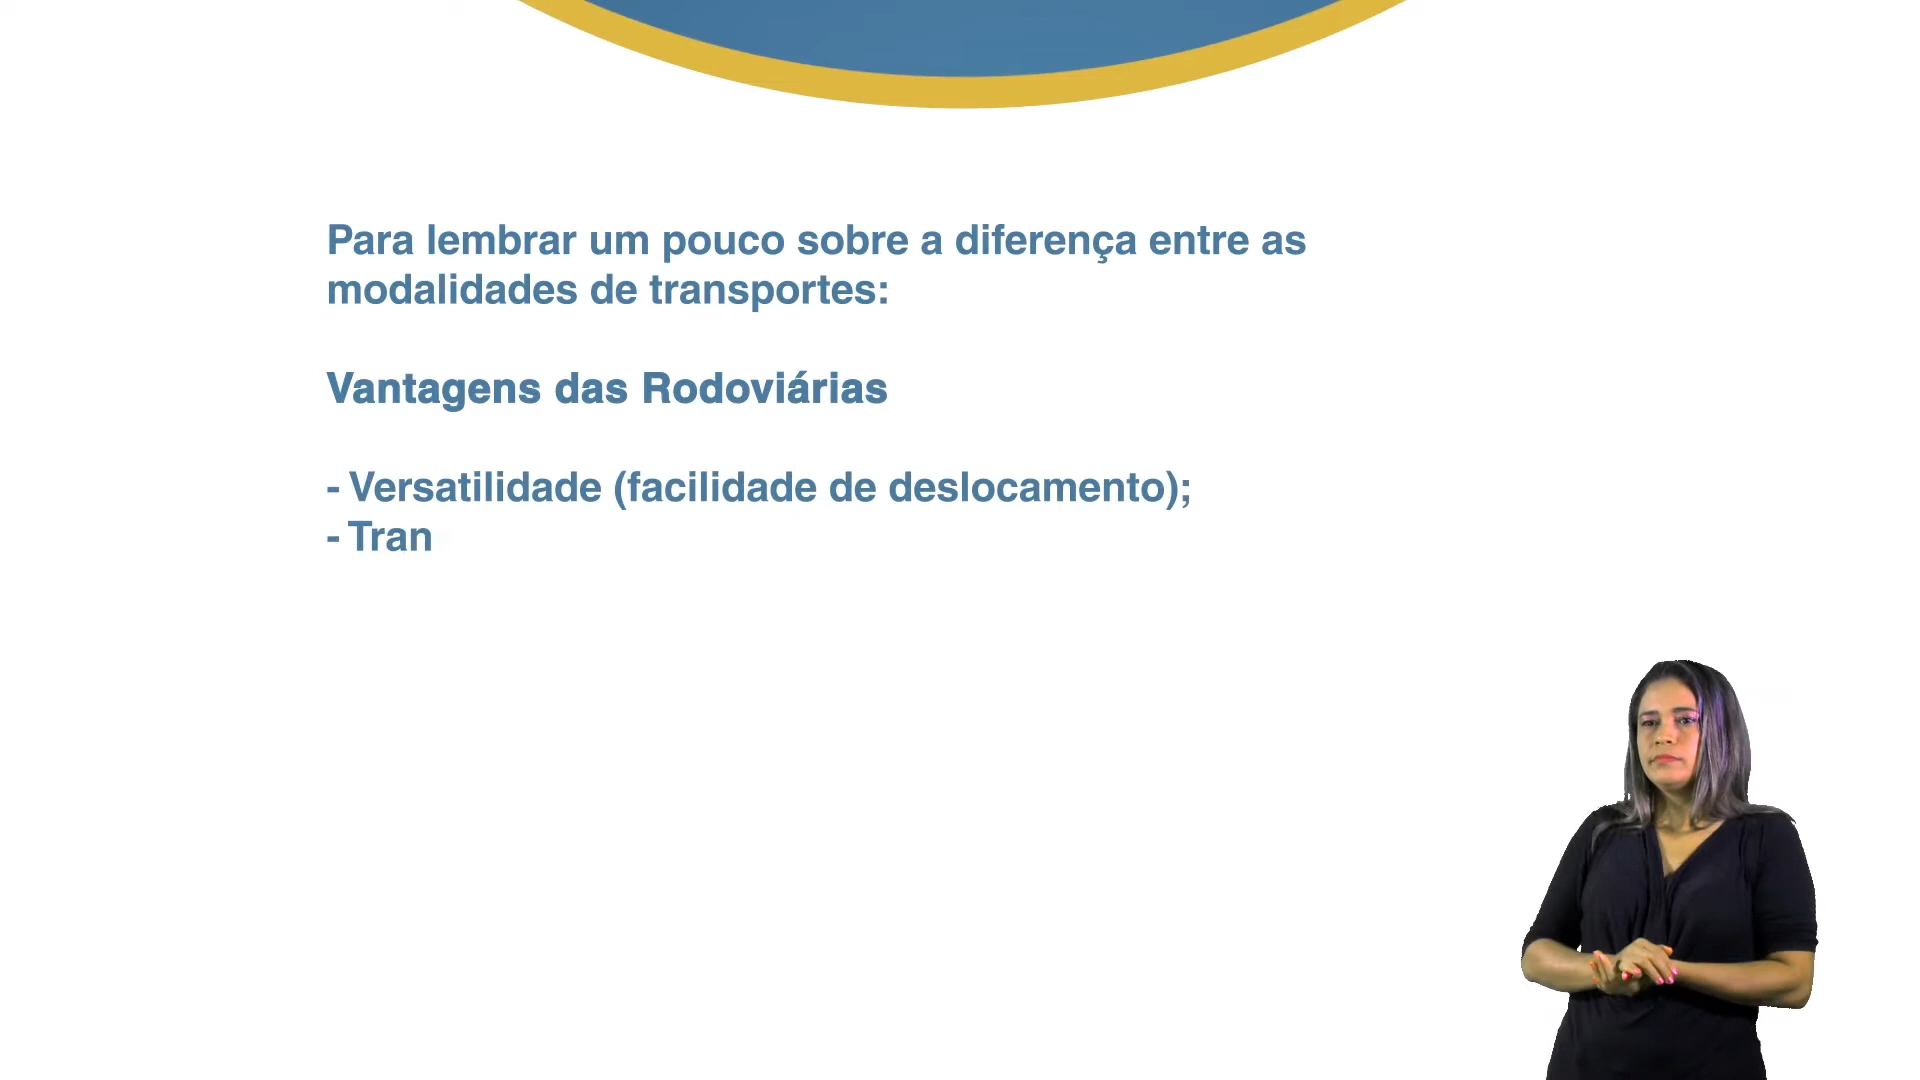 Para lembrar um pouco sobre a diferença entre as
modalidades de transportes:
Vantagens das Rodoviárias
- Versatilidade (facilidade de deslocamento);
- Tran